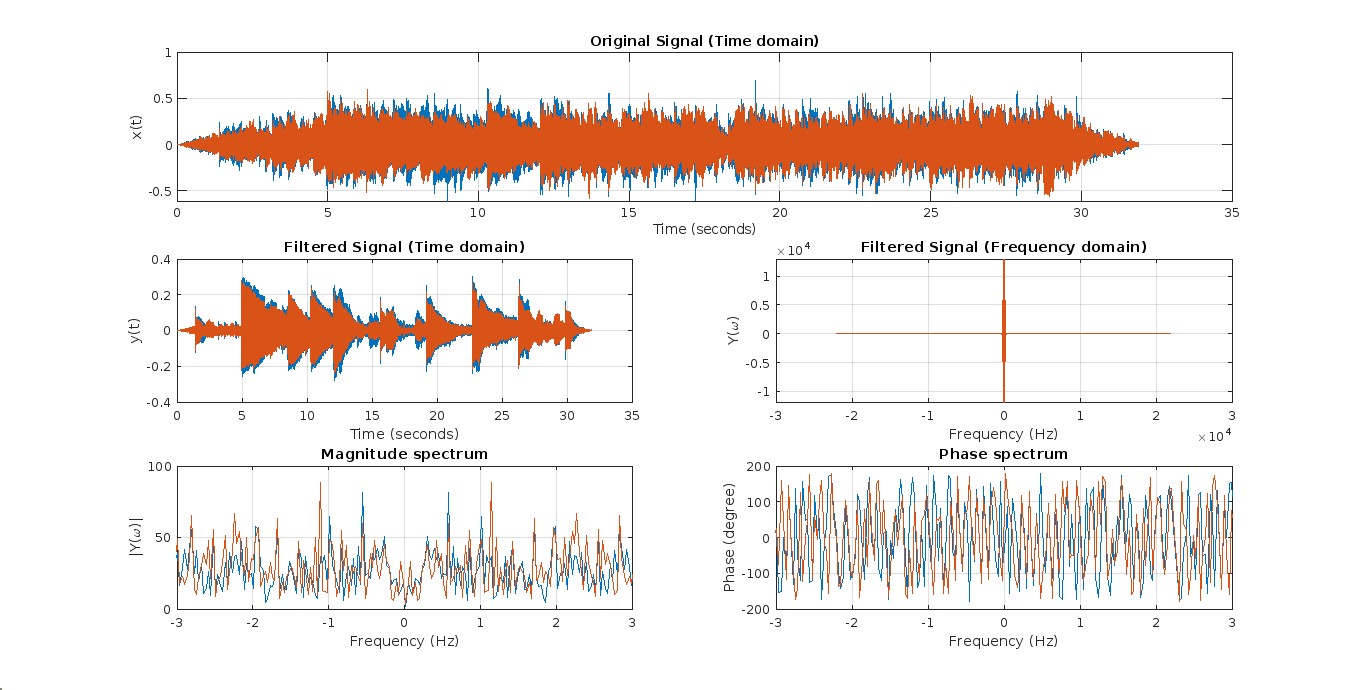 Original Signal (Time domain)
1
0.5
0
-0.5
x(t)
0 5 10 15 20 25 30 35
Time (seconds)
Filtered Signal (Time domain)
0.4
0.2
0
-0.2
-0.4
y(t)
0 5 10 15 20 25 30 35
Time (seconds)
Filtered Signal (Frequency domain)
×10⁴
1
0.5
0
-0.5
-1
Y(ω)
-3 -2 -1 0 1 2 3
Frequency (Hz)
×10⁴
Magnitude spectrum
100
50
0
|Y(ω)|
-3 -2 -1 0 1 2 3
Frequency (Hz)
Phase spectrum
200
100
0
-100
-200
Phase (degree)
-3 -2 -1 0 1 2 3
Frequency (Hz)